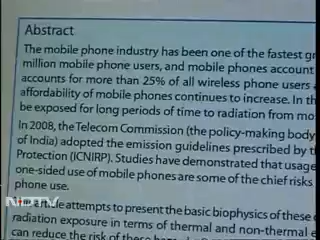 Abstract
The mobile phone industry has been one of the fastest
million mobile phone users, and mobile phones account
accounts for more than 25% of all wireless phone users
affordability of mobile phones continues to increase. In
be exposed for long periods of time to radiation from
In 2008, the Telecom Commission (the policy-making body
of India) adopted the emission guidelines prescribed by
Protection (ICNIRP). Studies have demonstrated that usage
one-sided use of mobile phones are some of the chief risks
phone use.
attempts to present the basic biophysics of these
radiation exposure in terms of thermal and non-thermal
can reduce the risk of these
NDTV